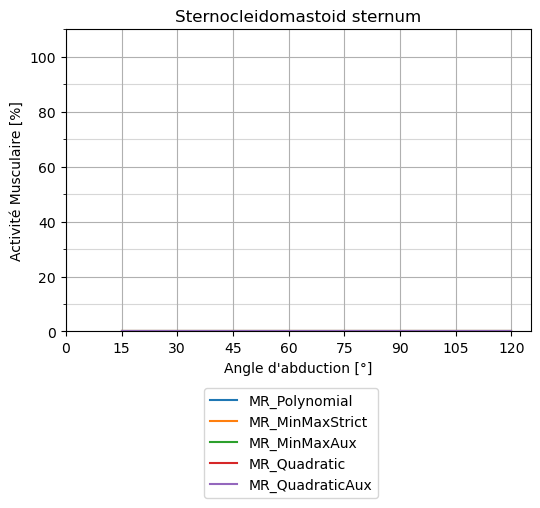 Sternocleidomastoid sternum
100
80
60
40
20
0
Activité Musculaire [%]
0 15 30 45 60 75 90 105 120
Angle d'abduction [°]
MR_Polynomial
MR_MinMaxStrict
MR_MinMaxAux
MR_Quadratic
MR_QuadraticAux